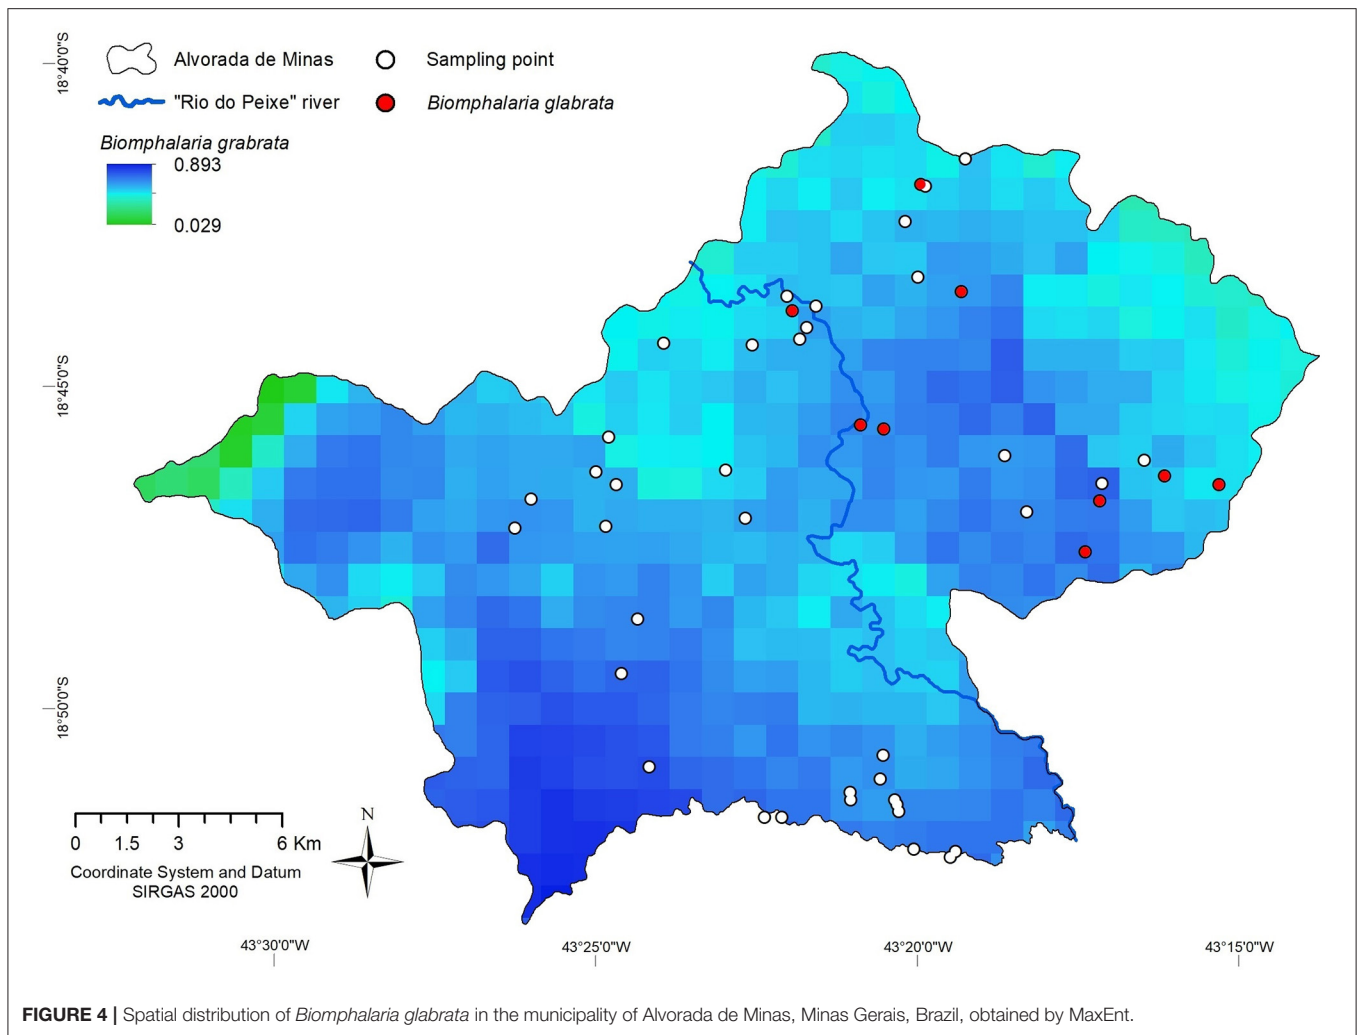 Alvorada de Minas
Sampling point
"Rio do Peixe" river
Biomphalaria glabrata
Biomphalaria grabrata
0.893
0.029
18°40'0"S
18°45'0"S
18°50'0"S
N
0 1.5 3 6 Km
Coordinate System and Datum
SIRGAS 2000
43°30'0"W 43°25'0"W 43°20'0"W 43°15'0"W
FIGURE 4 | Spatial distribution of Biomphalaria glabrata in the municipality of Alvorada de Minas, Minas Gerais, Brazil, obtained by MaxEnt.